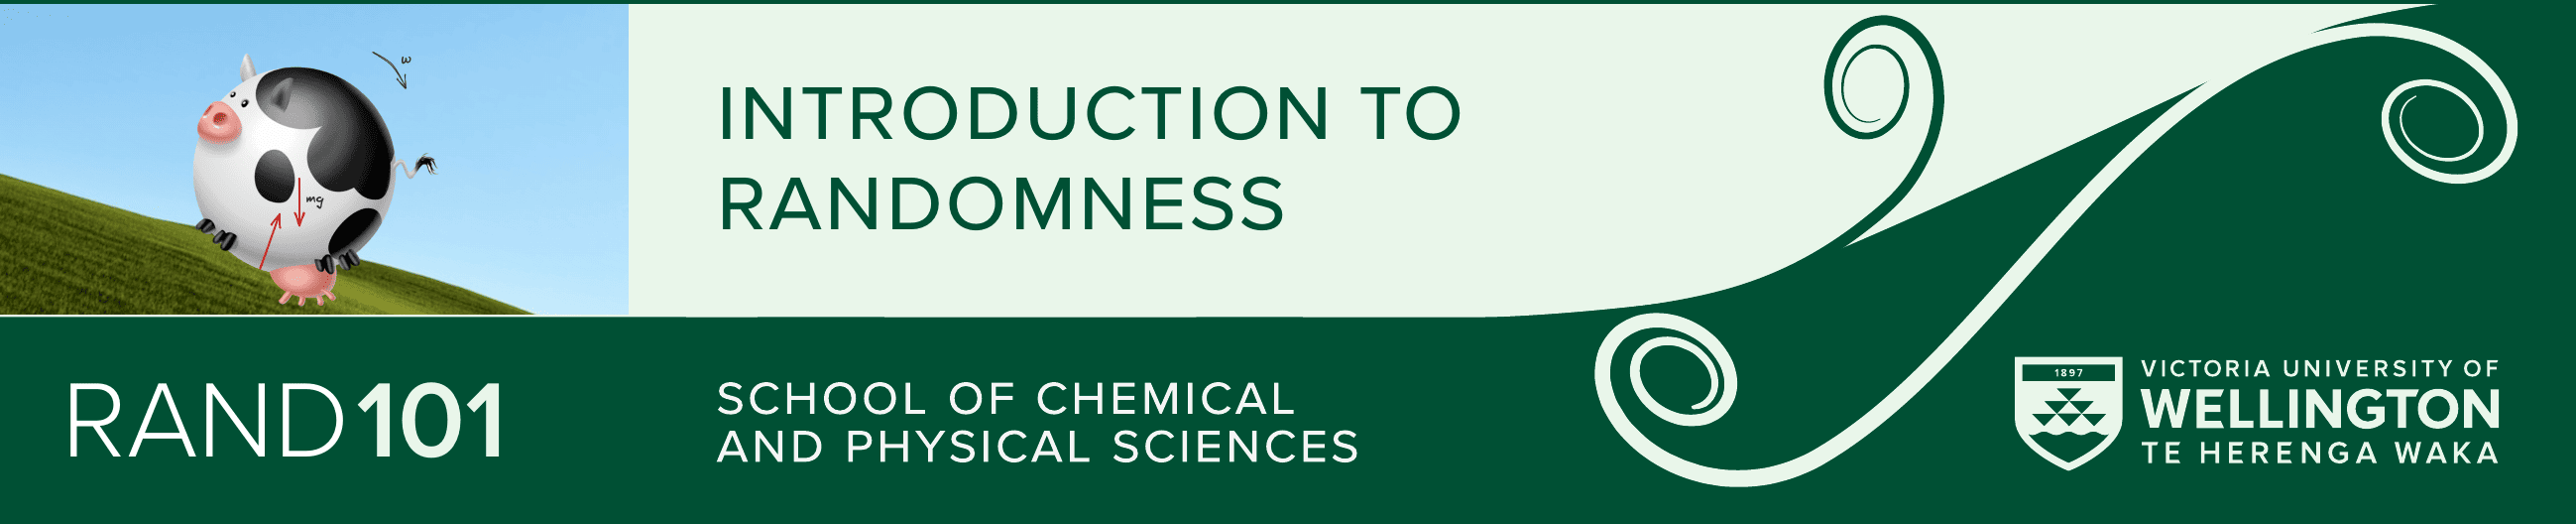 ω
mg
INTRODUCTION TO
RANDOMNESS
RAND101
SCHOOL OF CHEMICAL
AND PHYSICAL SCIENCES
1897
VICTORIA UNIVERSITY OF
WELLINGTON
TE HERENGA WAKA